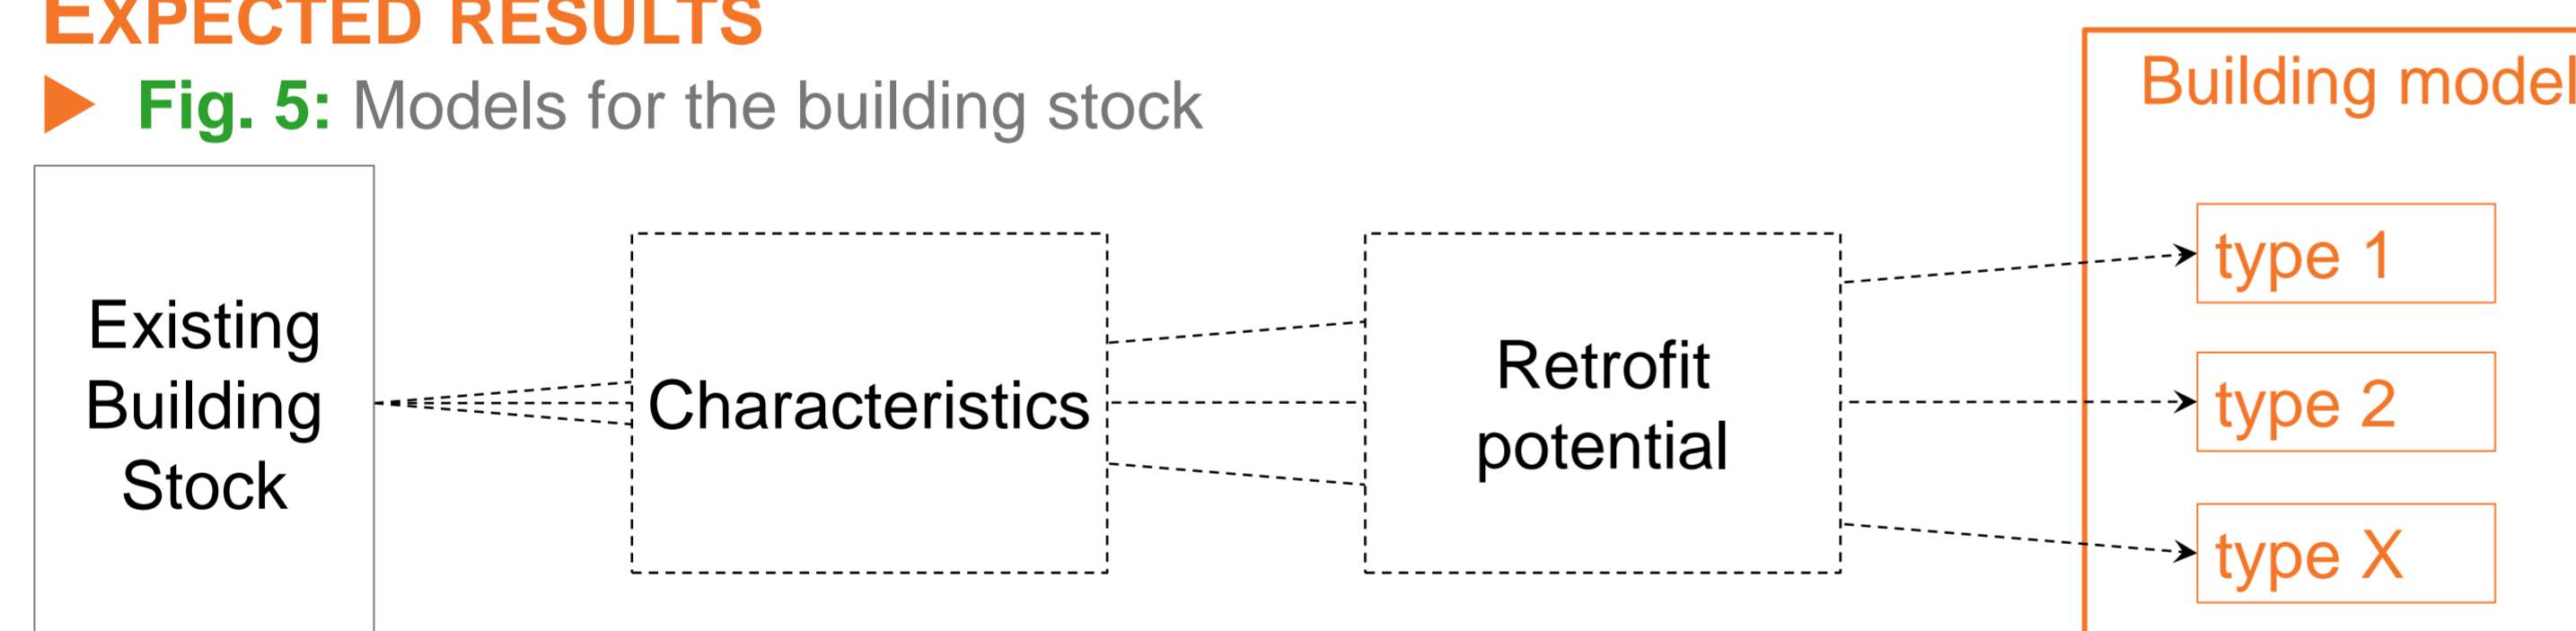 EXPECTED RESULTS
Fig. 5: Models for the building stock
Building model
Existing
Building
Stock
Characteristics
Retrofit
potential
type 1
type 2
type X